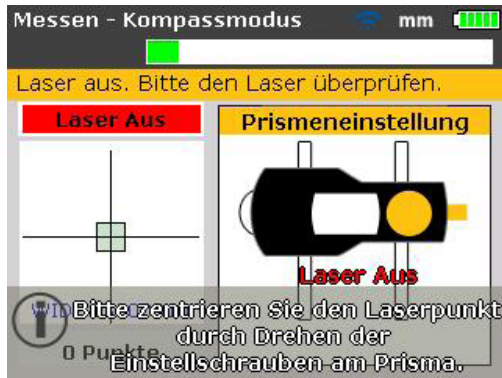 Messen - Kompassmodus mm
Laser aus. Bitte den Laser überprüfen.
Laser Aus
Prismeneinstellung
Laser Aus
Bitte zentrieren Sie den Laserpunkt
durch Drehen der
0 Punkte
Einstellschrauben am Prisma.